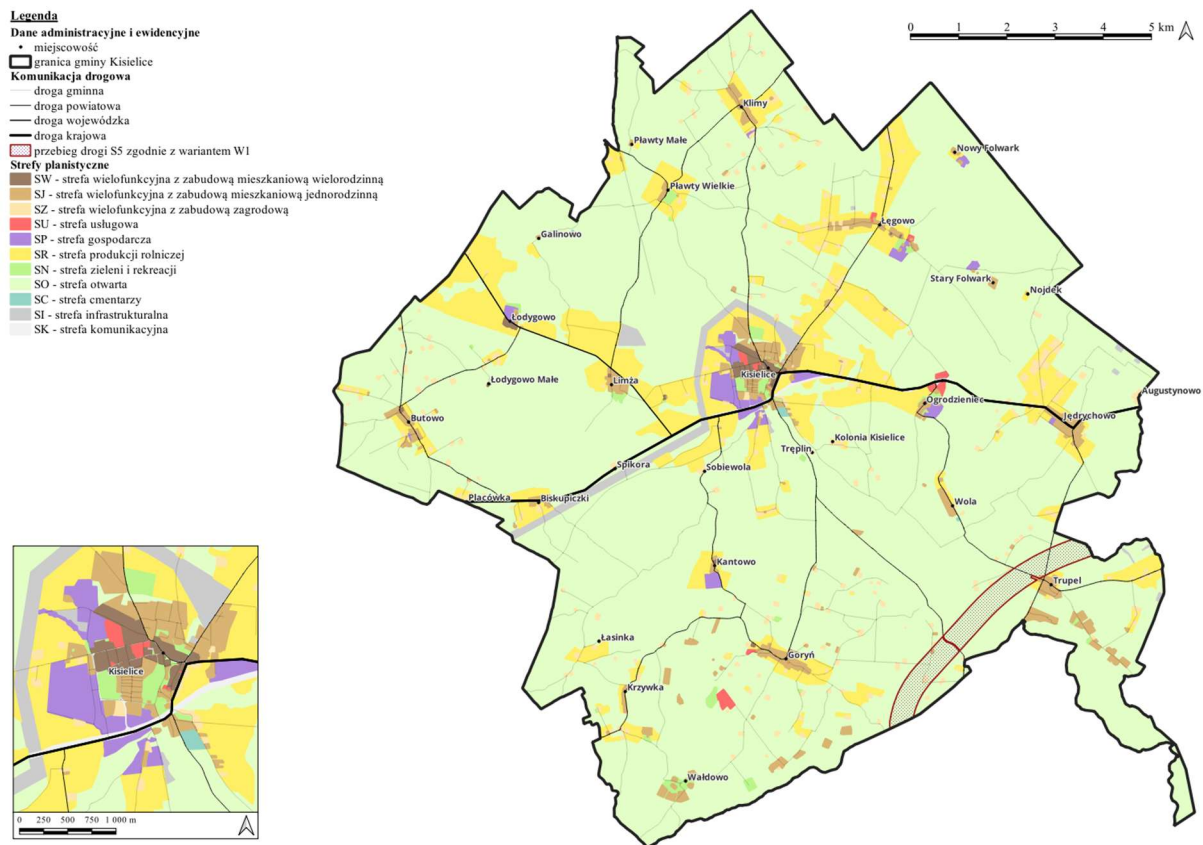 Legenda
Dane administracyjne i ewidencyjne
miejscowość
granica gminy Kisielice
Komunikacja drogowa
droga gminna
droga powiatowa
droga wojewódzka
droga krajowa
przebieg drogi S5 zgodnie z wariantem W1
Strefy planistyczne
SW - strefa wielofunkcyjna z zabudową mieszkaniową wielorodzinną
SJ - strefa wielofunkcyjna z zabudową mieszkaniową jednorodzinną
SZ - strefa wielofunkcyjna z zabudową zagrodową
SU - strefa usługowa
SP - strefa gospodarcza
SR - strefa produkcji rolniczej
SN - strefa zieleni i rekreacji
SO - strefa otwarta
SC - strefa cmentarzy
SI - strefa infrastrukturalna
SK - strefa komunikacyjna
0 1 2 3 4 5 km
Klimy
Pławty Małe
Nowy Folwark
Pławty Wielkie
Łęgowo
Galinowo
Stary Folwark
Nojdek
Łodygowo
Kisielice
Łodygowo Małe
Limża
Augustynowo
Ogrodzieniec
Butowo
Jędrychowo
Kolonia Kisielice
Tręplin
Spikora
Sobiewola
Placówka
Biskupiczki
Wola
Kantowo
Trupel
Łasinka
Goryń
Krzywka
Wałdowo
Kisielice
0 250 500 750 1 000 m